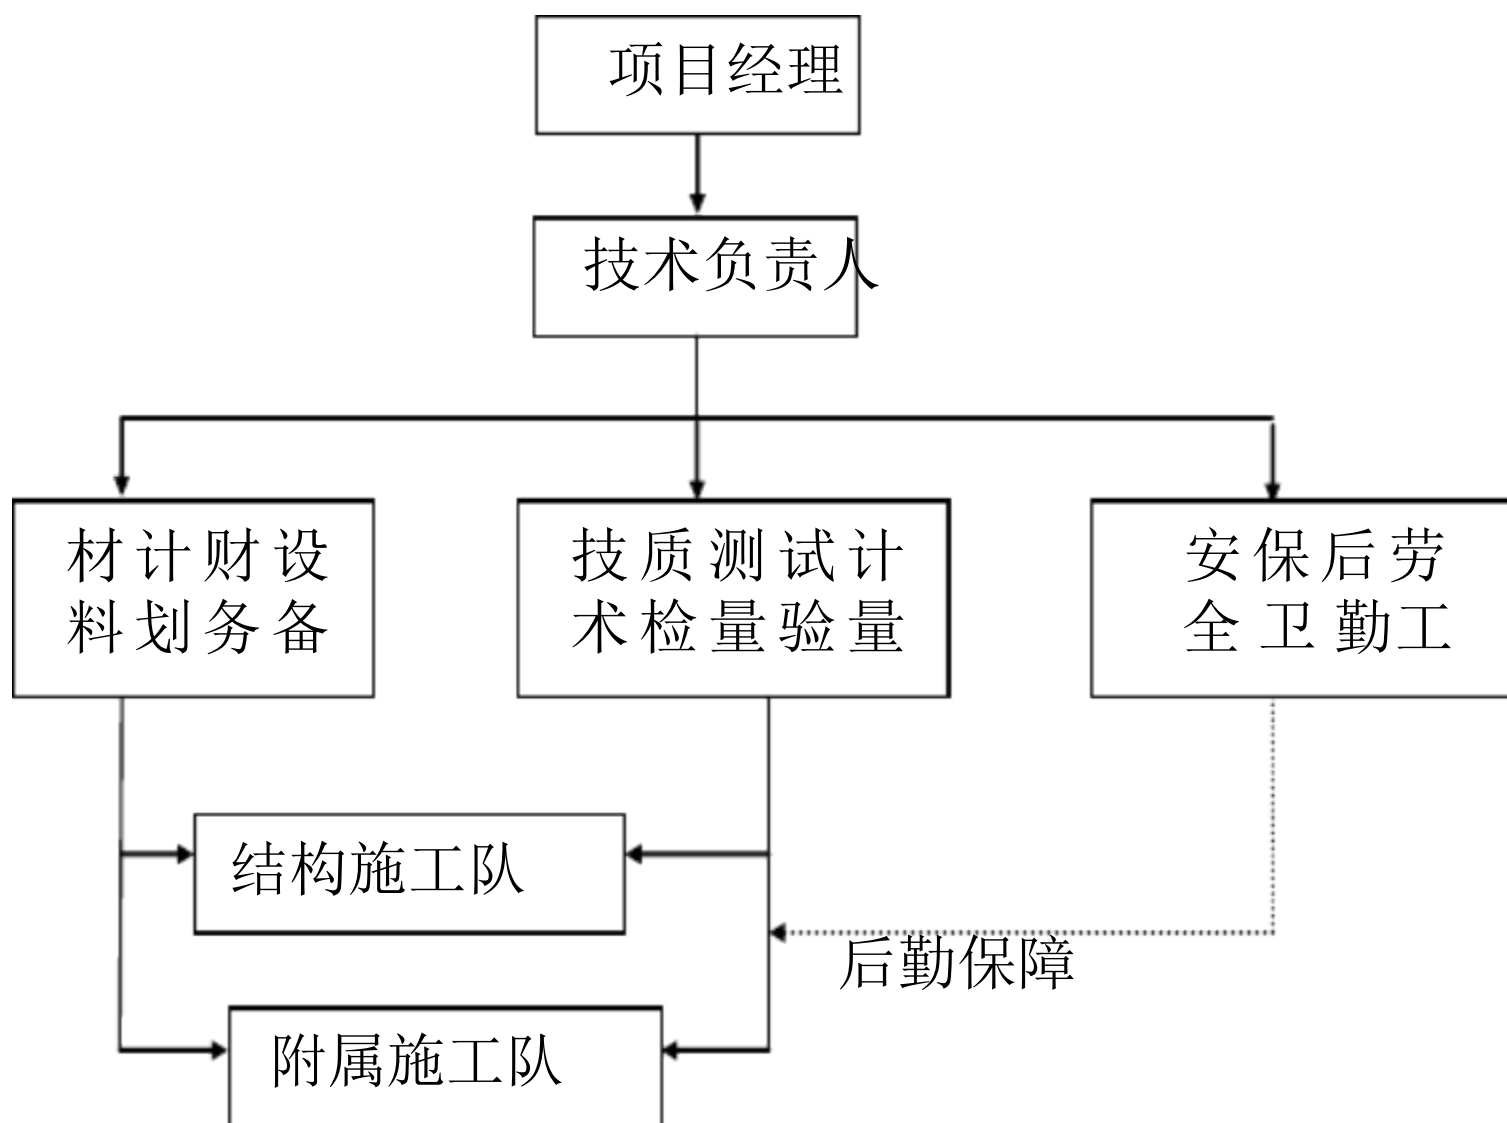 项目经理
技术负责人
材计财设
料划务备
技质测试计
术检量验量
安保后劳
全卫勤工
结构施工队
后勤保障
附属施工队